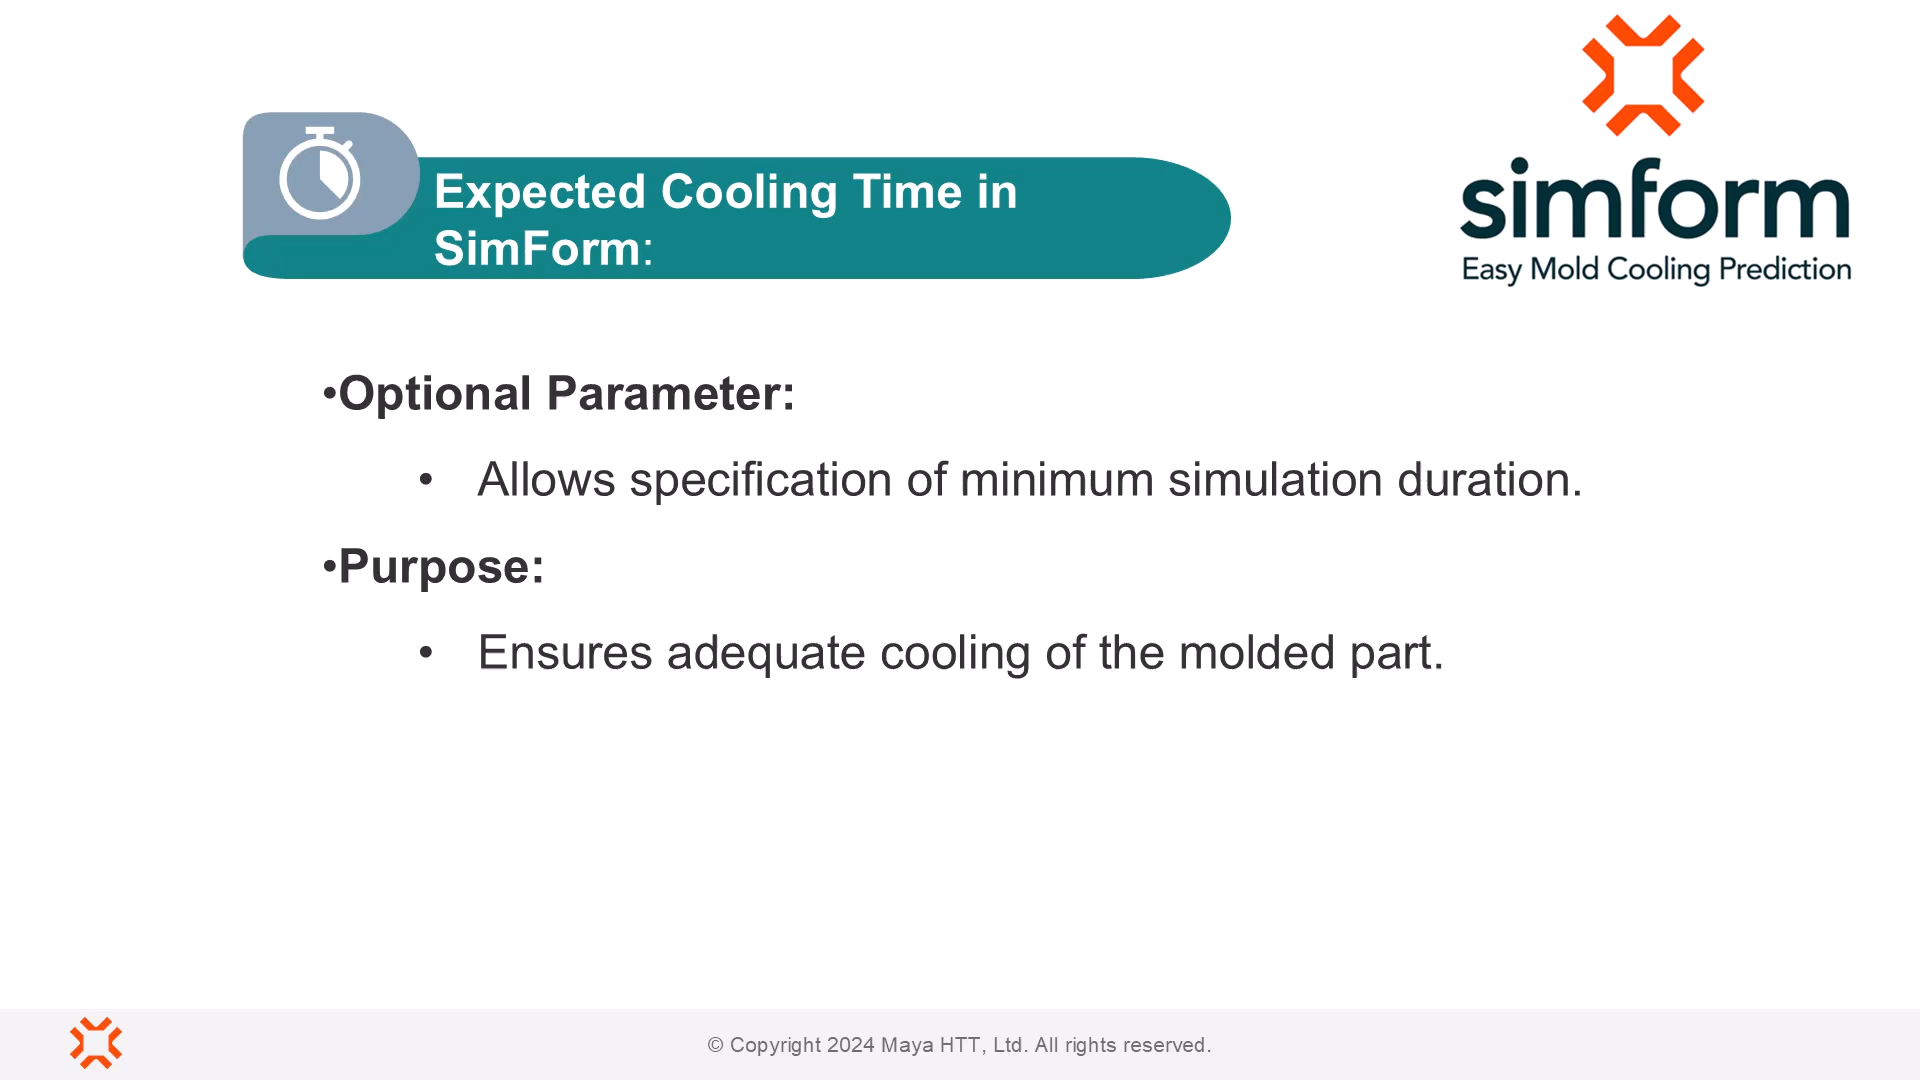 Expected Cooling Time in
SimForm:
simform
Easy Mold Cooling Prediction
•Optional Parameter:
• Allows specification of minimum simulation duration.
•Purpose:
• Ensures adequate cooling of the molded part.
© Copyright 2024 Maya HTT, Ltd. All rights reserved.